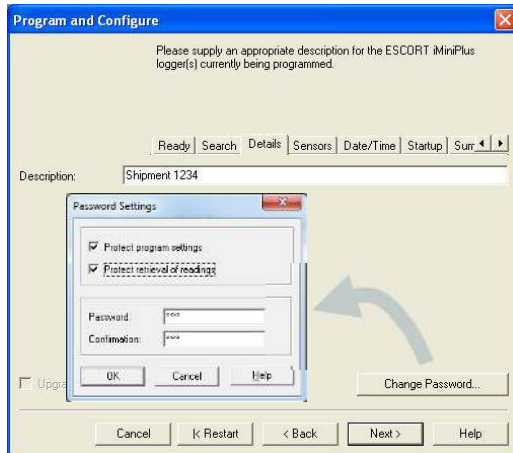 Program and Configure
Please supply an appropriate description for the ESCORT iMiniPlus
logger(s) currently being programmed.
Ready Search Details Sensors Date/Time Startup Sum
Description: Shipment 1234
Password Settings
Protect program settings
Protect retrieval of readings
Password: ***
Confirmation: ***
OK Cancel Help
Upgra
Change Password...
Cancel |< Restart < Back Next > Help